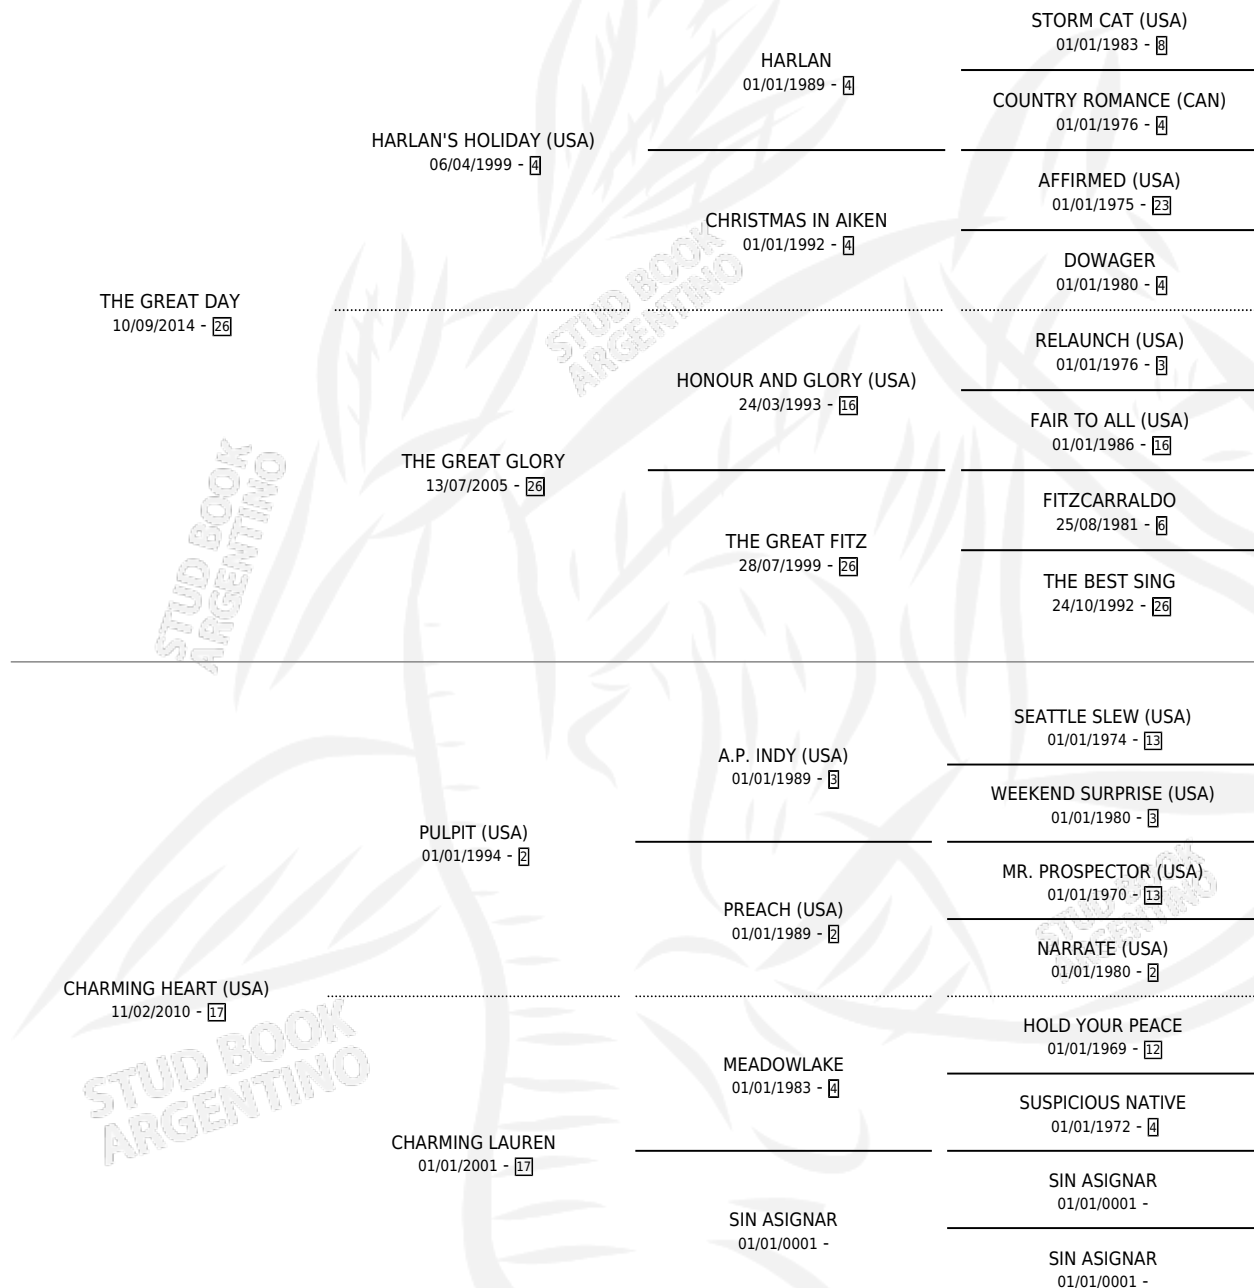 STORM CAT (USA)
01/01/1983 - 8
HARLAN
01/01/1989 - 4
COUNTRY ROMANCE (CAN)
01/01/1976 - 4
HARLAN'S HOLIDAY (USA)
06/04/1999 - 4
AFFIRMED (USA)
01/01/1975 - 23
CHRISTMAS IN AIKEN
01/01/1992 - 4
DOWAGER
01/01/1980 - 4
THE GREAT DAY
10/09/2014 - 26
RELAUNCH (USA)
01/01/1976 - 3
HONOUR AND GLORY (USA)
24/03/1993 - 16
FAIR TO ALL (USA)
01/01/1986 - 16
THE GREAT GLORY
13/07/2005 - 26
FITZCARRALDO
25/08/1981 - 6
THE GREAT FITZ
28/07/1999 - 26
THE BEST SING
24/10/1992 - 26
SEATTLE SLEW (USA)
01/01/1974 - 13
A.P. INDY (USA)
01/01/1989 - 3
WEEKEND SURPRISE (USA)
01/01/1980 - 3
PULPIT (USA)
01/01/1994 - 2
MR. PROSPECTOR (USA)
01/01/1970 - 13
PREACH (USA)
01/01/1989 - 2
NARRATE (USA)
01/01/1980 - 2
CHARMING HEART (USA)
11/02/2010 - 17
HOLD YOUR PEACE
01/01/1969 - 12
MEADOWLAKE
01/01/1983 - 4
SUSPICIOUS NATIVE
01/01/1972 - 4
CHARMING LAUREN
01/01/2001 - 17
SIN ASIGNAR
01/01/0001 -
SIN ASIGNAR
01/01/0001 -
SIN ASIGNAR
01/01/0001 -
STUD BOOK
ARGENTINO
STUD BOOK
ARGENTINO
STUD BOOK
ARGENTINO
STUD BOOK
ARGENTINO